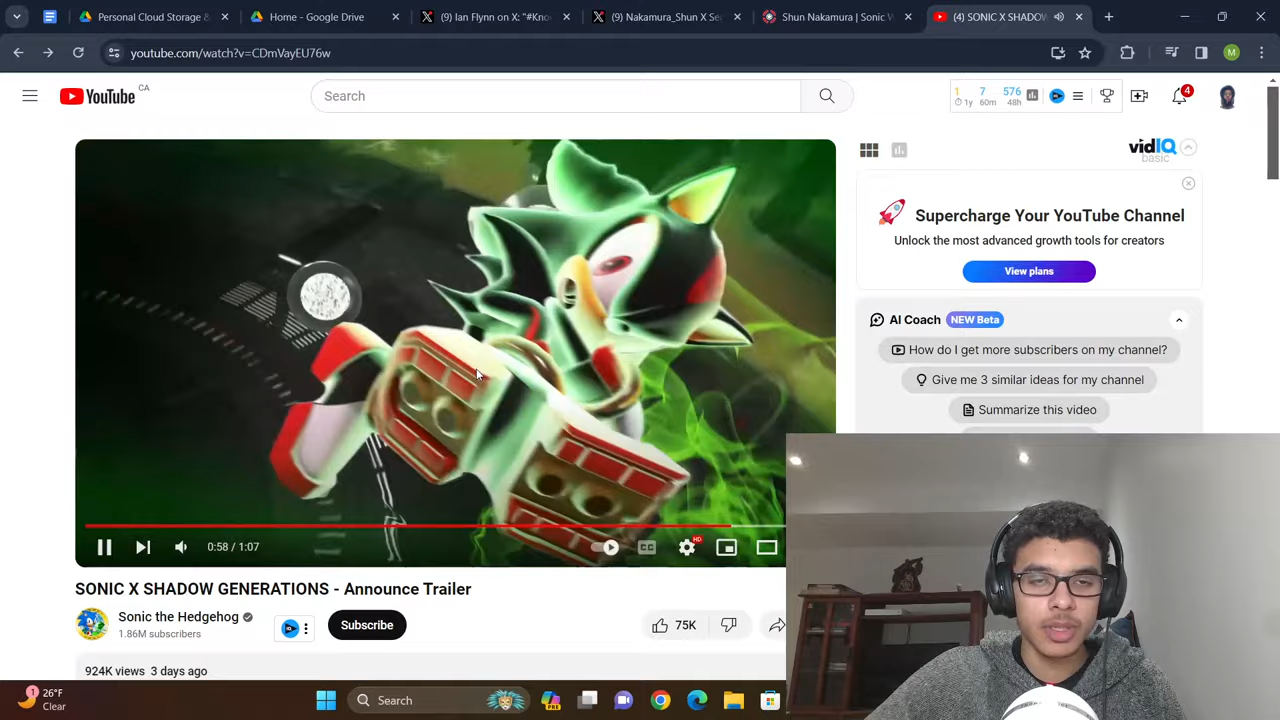 Personal Cloud Storage &
Home - Google Drive
(9) Ian Flynn on X: "#Kno
(9) Nakamura_Shun X Se
Shun Nakamura | Sonic W
(4) SONIC X SHADOW
youtube.com/watch?v=CDmVayEU76w
M
YouTube CA
Search
1 7 576
1y 60m 48h
4
vidIQ
basic
Supercharge Your YouTube Channel
Unlock the most advanced growth tools for creators
View plans
AI Coach NEW Beta
How do I get more subscribers on my channel?
Give me 3 similar ideas for my channel
Summarize this video
0:58 / 1:07
CC
HD
SONIC X SHADOW GENERATIONS - Announce Trailer
Sonic the Hedgehog
1.86M subscribers
Subscribe
75K
924K views 3 days ago
1
26°F
Clear
Search
PRE